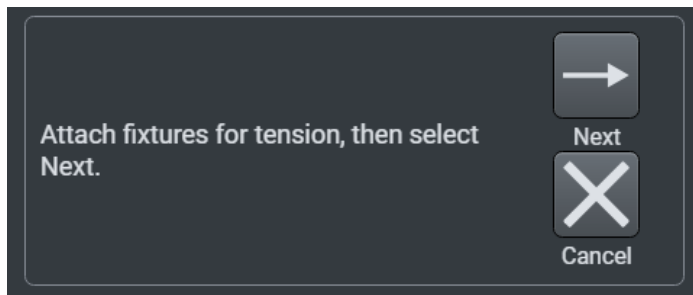 Attach fixtures for tension, then select
Next.
Next
Cancel